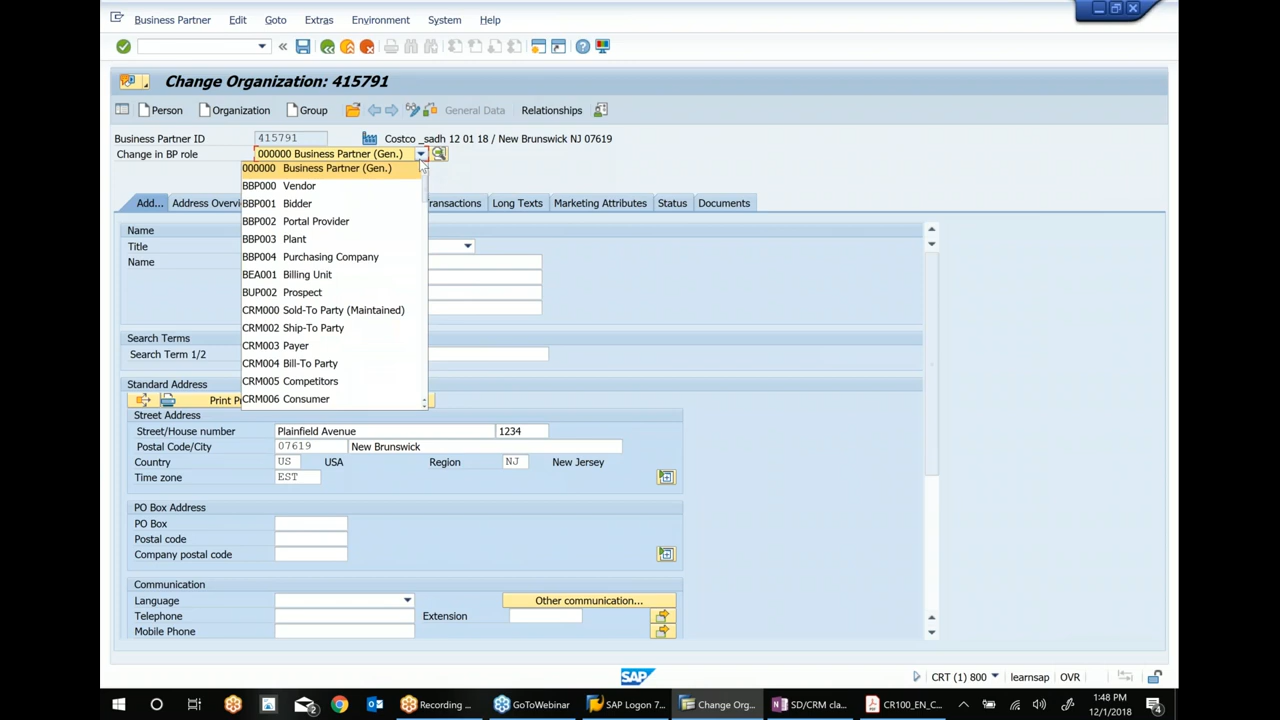 Business Partner Edit Goto Extras Environment System Help
Change Organization: 415791
Person Organization Group General Data Relationships
Business Partner ID 415791 Costco _sadh 12 01 18 / New Brunswick NJ 07619
Change in BP role 000000 Business Partner (Gen.)
000000 Business Partner (Gen.)
BBP000 Vendor
BBP001 Bidder
BBP002 Portal Provider
BBP003 Plant
BBP004 Purchasing Company
BEA001 Billing Unit
BUP002 Prospect
CRM000 Sold-To Party (Maintained)
CRM002 Ship-To Party
CRM003 Payer
CRM004 Bill-To Party
CRM005 Competitors
CRM006 Consumer
Add... Address Overvi Transactions Long Texts Marketing Attributes Status Documents
Name
Title
Name
Search Terms
Search Term 1/2
Standard Address
Print Pr
Street Address
Street/House number Plainfield Avenue 1234
Postal Code/City 07619 New Brunswick
Country US USA Region NJ New Jersey
Time zone EST
PO Box Address
PO Box
Postal code
Company postal code
Communication
Language Other communication...
Telephone Extension
Mobile Phone
SAP CRT (1) 800 learnsap OVR
Recording ... GoToWebinar SAP Logon 7... Change Org... SD/CRM cla... CR100_EN_C... 1:48 PM
12/1/2018 4